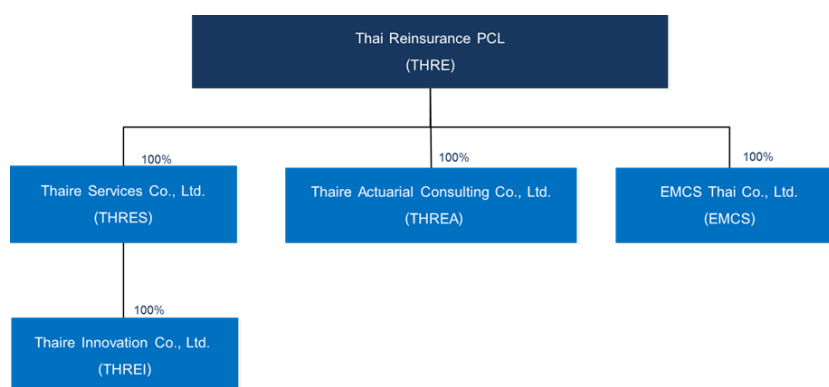 Thai Reinsurance PCL
(THRE)
100%
100%
100%
Thaire Services Co., Ltd.
(THRES)
Thaire Actuarial Consulting Co., Ltd.
(THREA)
EMCS Thai Co., Ltd.
(EMCS)
100%
Thaire Innovation Co., Ltd.
(THREI)